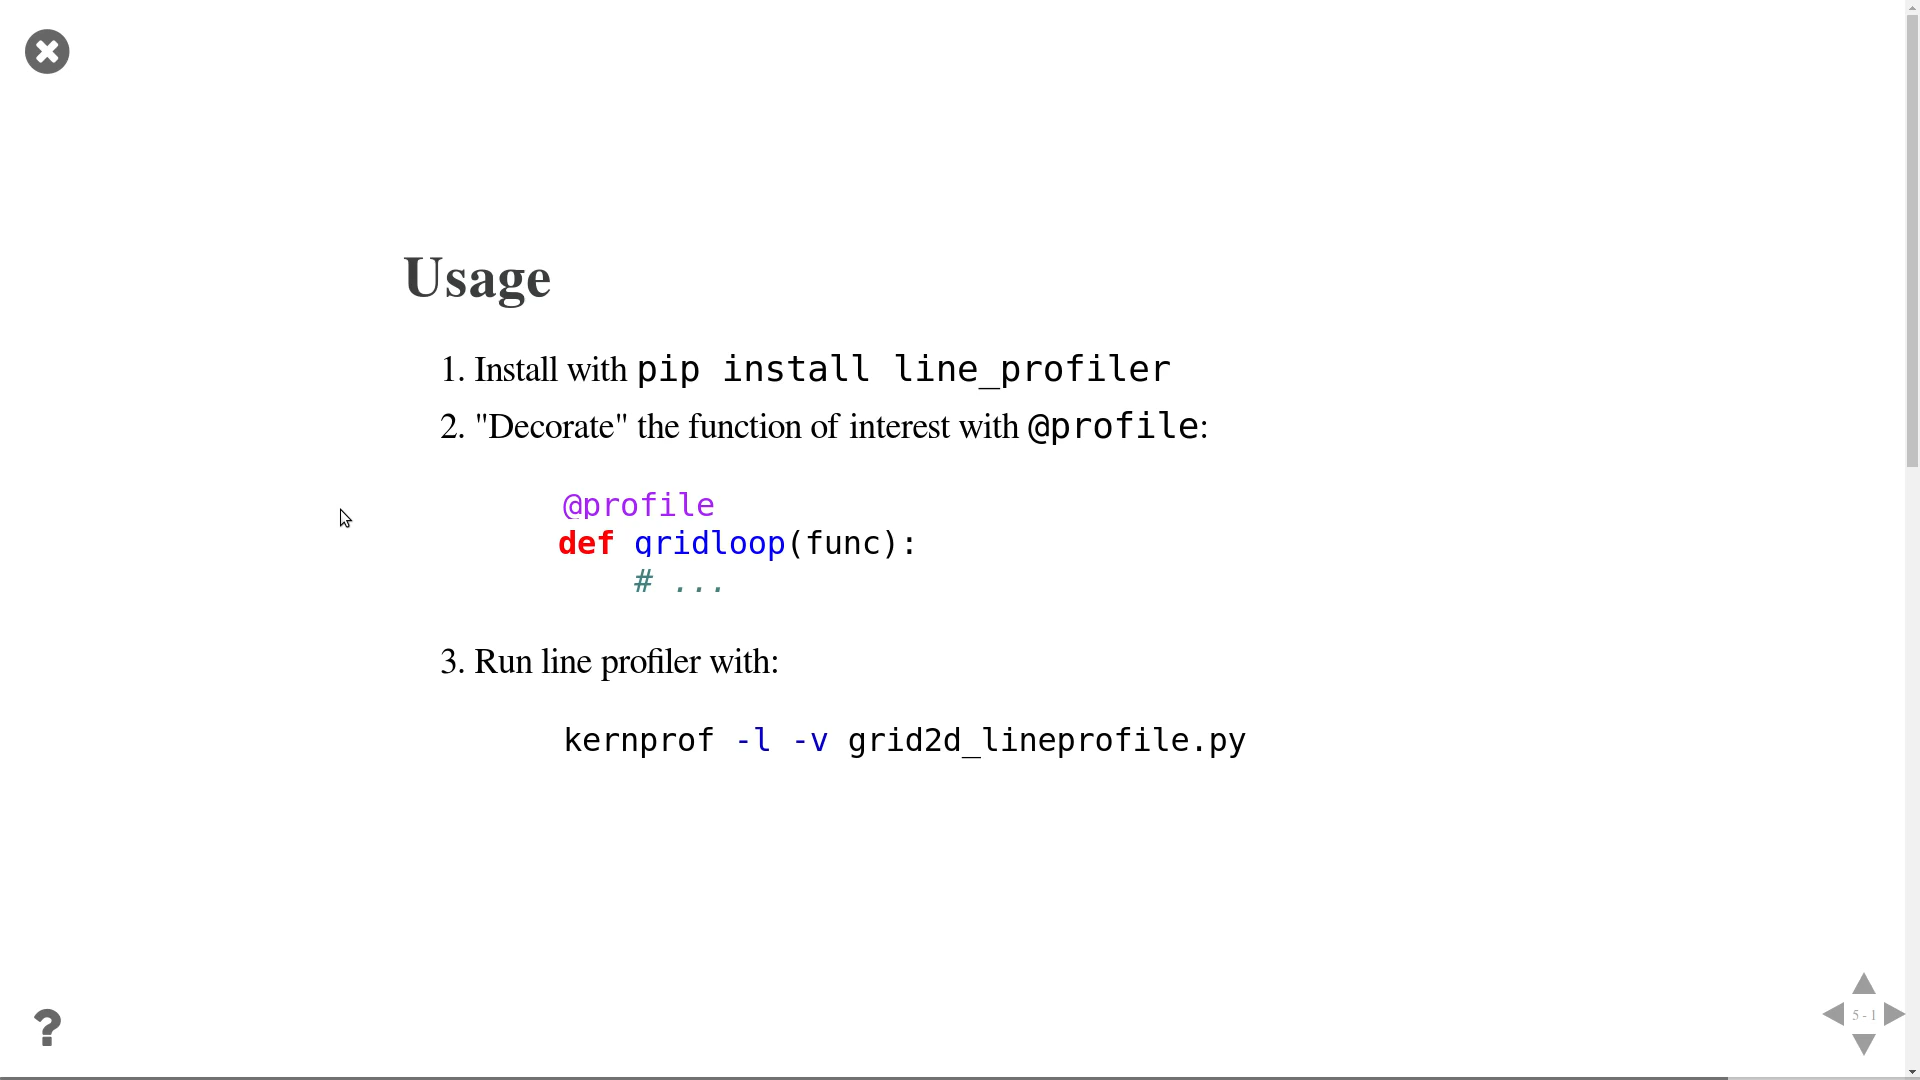 Usage
1. Install with pip install line_profiler
2. "Decorate" the function of interest with @profile:
@profile
def gridloop(func):
    # ...
3. Run line profiler with:
kernprof -l -v grid2d_lineprofile.py
?
5 - 1